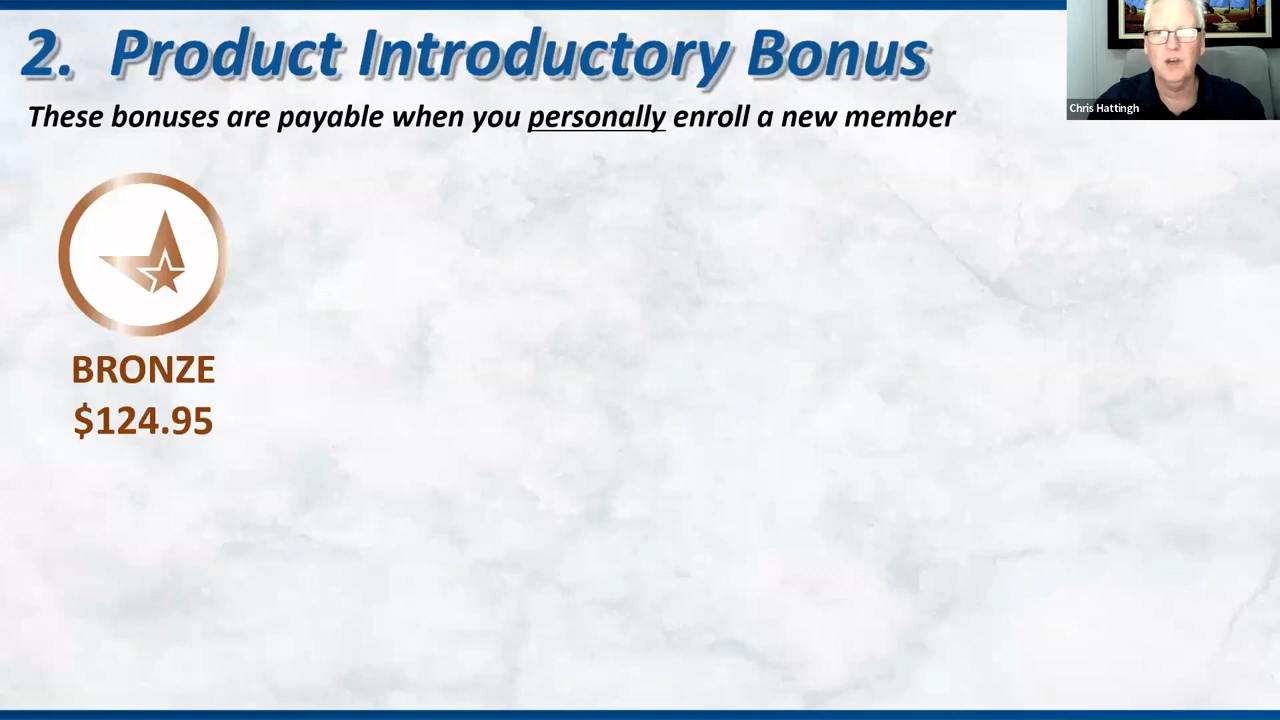 2. Product Introductory Bonus
These bonuses are payable when you personally enroll a new member
Chris Hattingh
BRONZE
$124.95